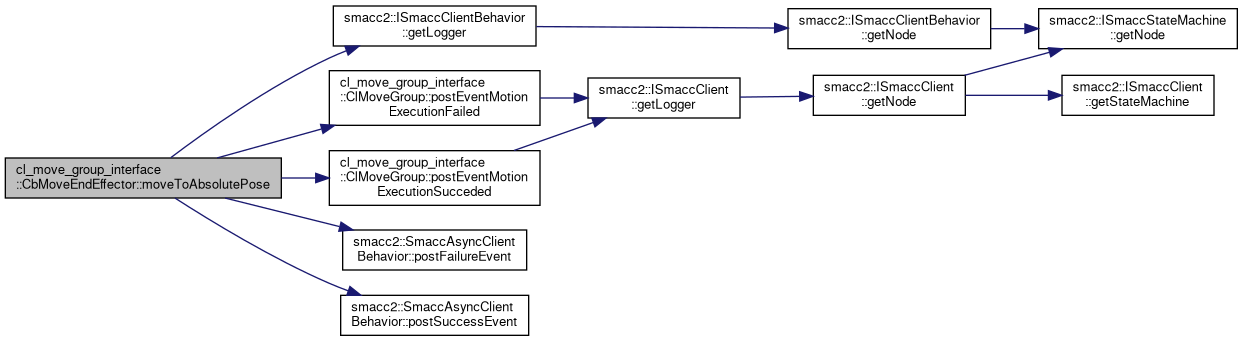 smacc2::ISmaccClientBehavior
::getLogger
smacc2::ISmaccClientBehavior
::getNode
smacc2::ISmaccStateMachine
::getNode
cl_move_group_interface
::ClMoveGroup::postEventMotion
ExecutionFailed
smacc2::ISmaccClient
::getLogger
smacc2::ISmaccClient
::getNode
smacc2::ISmaccClient
::getStateMachine
cl_move_group_interface
::CbMoveEndEffector::moveToAbsolutePose
cl_move_group_interface
::ClMoveGroup::postEventMotion
ExecutionSucceded
smacc2::SmaccAsyncClient
Behavior::postFailureEvent
smacc2::SmaccAsyncClient
Behavior::postSuccessEvent